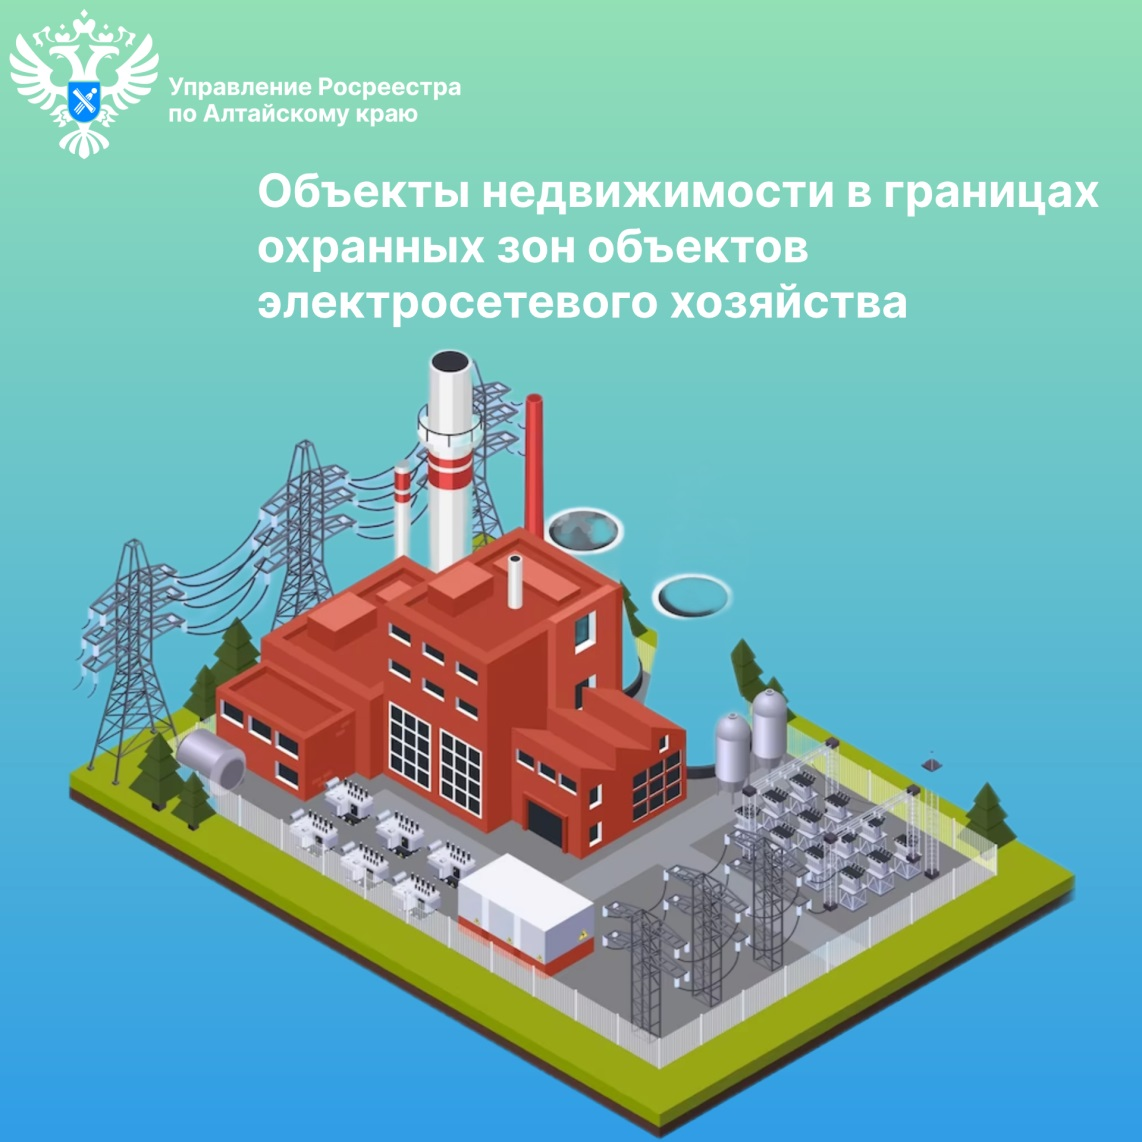 Управление Росреестра
по Алтайскому краю
Объекты недвижимости в границах
охранных зон объектов
электросетевого хозяйства